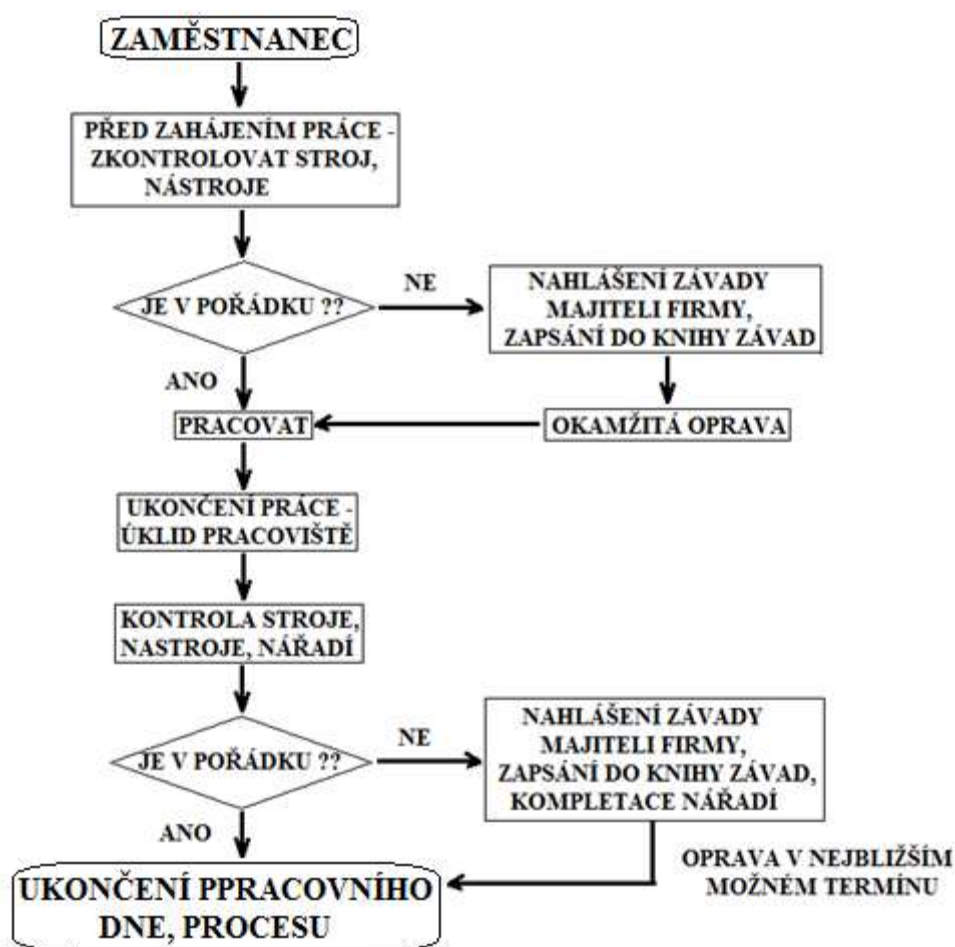 ZAMĚSTNANEC
PŘED ZAHÁJENÍM PRÁCE -
ZKONTROLOVAT STROJ,
NÁSTROJE
JE V POŘÁDKU ??
NE
NAHLÁŠENÍ ZÁVADY
MAJITELI FIRMY,
ZAPSÁNÍ DO KNIHY ZÁVAD
ANO
PRACOVAT
OKAMŽITÁ OPRAVA
UKONČENÍ PRÁCE -
ÚKLID PRACOVIŠTĚ
KONTROLA STROJE,
NASTROJE, NÁŘADÍ
JE V POŘÁDKU ??
NE
NAHLÁŠENÍ ZÁVADY
MAJITELI FIRMY,
ZAPSÁNÍ DO KNIHY ZÁVAD,
KOMPLETACE NÁŘADÍ
ANO
OPRAVA V NEJBLIŽŠÍM
MOŽNÉM TERMÍNU
UKONČENÍ PPRACOVNÍHO
DNE, PROCESU